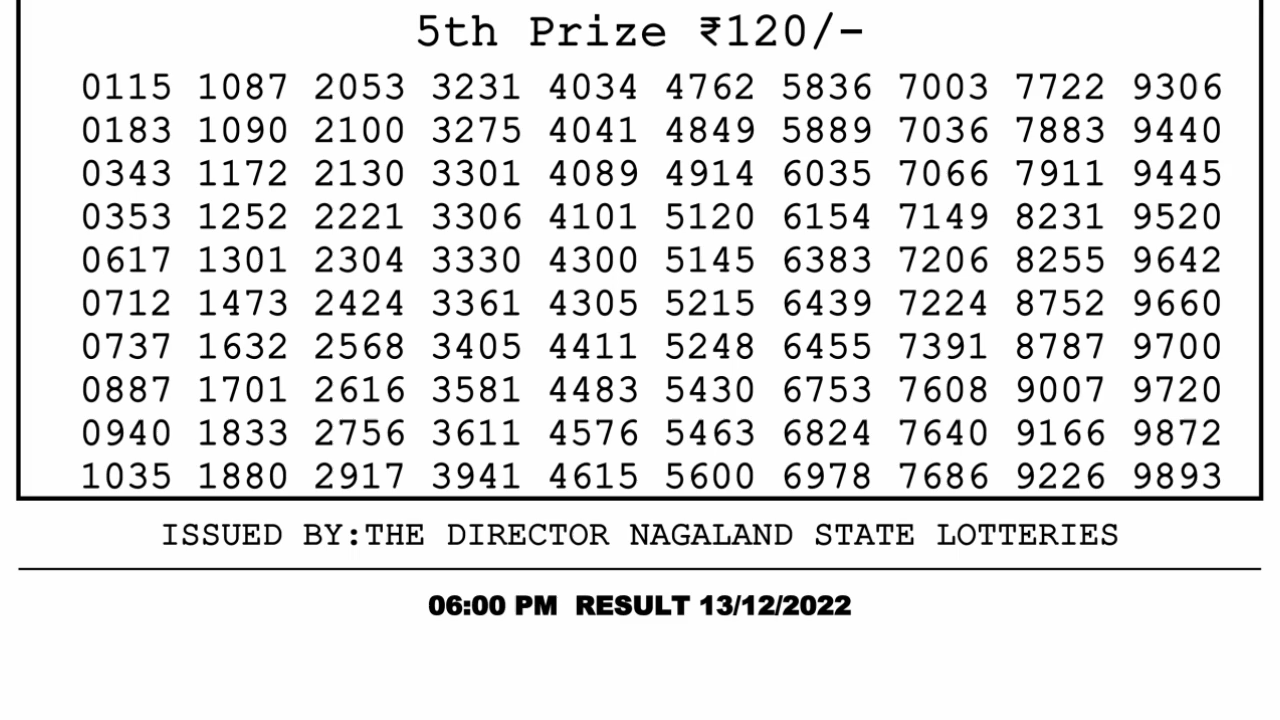 5th Prize ₹120/-
0115 1087 2053 3231 4034 4762 5836 7003 7722 9306
0183 1090 2100 3275 4041 4849 5889 7036 7883 9440
0343 1172 2130 3301 4089 4914 6035 7066 7911 9445
0353 1252 2221 3306 4101 5120 6154 7149 8231 9520
0617 1301 2304 3330 4300 5145 6383 7206 8255 9642
0712 1473 2424 3361 4305 5215 6439 7224 8752 9660
0737 1632 2568 3405 4411 5248 6455 7391 8787 9700
0887 1701 2616 3581 4483 5430 6753 7608 9007 9720
0940 1833 2756 3611 4576 5463 6824 7640 9166 9872
1035 1880 2917 3941 4615 5600 6978 7686 9226 9893
ISSUED BY:THE DIRECTOR NAGALAND STATE LOTTERIES
06:00 PM RESULT 13/12/2022